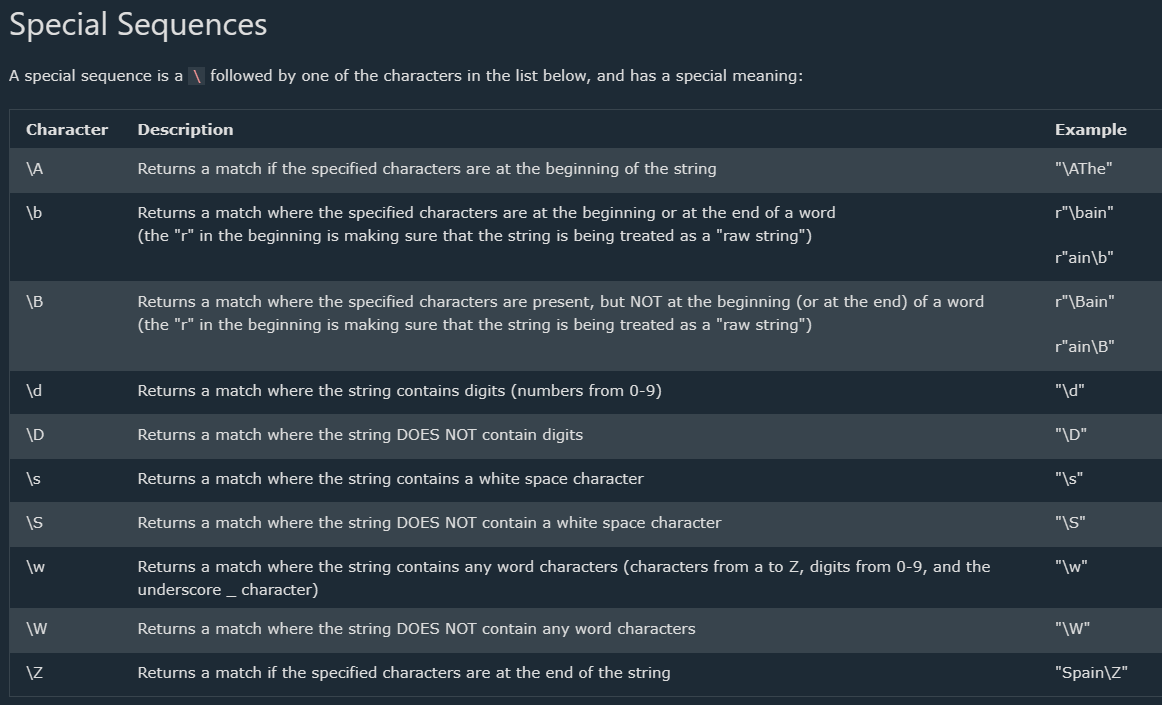 Special Sequences
A special sequence is a \ followed by one of the characters in the list below, and has a special meaning:
Character Description Example
\A Returns a match if the specified characters are at the beginning of the string "\AThe"
\b Returns a match where the specified characters are at the beginning or at the end of a word r"\bain"
(the "r" in the beginning is making sure that the string is being treated as a "raw string")
r"ain\b"
\B Returns a match where the specified characters are present, but NOT at the beginning (or at the end) of a word r"\Bain"
(the "r" in the beginning is making sure that the string is being treated as a "raw string")
r"ain\B"
\d Returns a match where the string contains digits (numbers from 0-9) "\d"
\D Returns a match where the string DOES NOT contain digits "\D"
\s Returns a match where the string contains a white space character "\s"
\S Returns a match where the string DOES NOT contain a white space character "\S"
\w Returns a match where the string contains any word characters (characters from a to Z, digits from 0-9, and the "\w"
underscore _ character)
\W Returns a match where the string DOES NOT contain any word characters "\W"
\Z Returns a match if the specified characters are at the end of the string "Spain\Z"